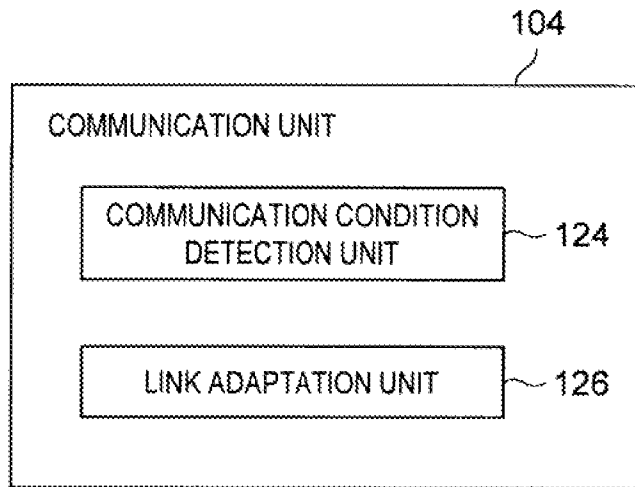 104
COMMUNICATION UNIT
COMMUNICATION CONDITION
DETECTION UNIT
124
LINK ADAPTATION UNIT
126